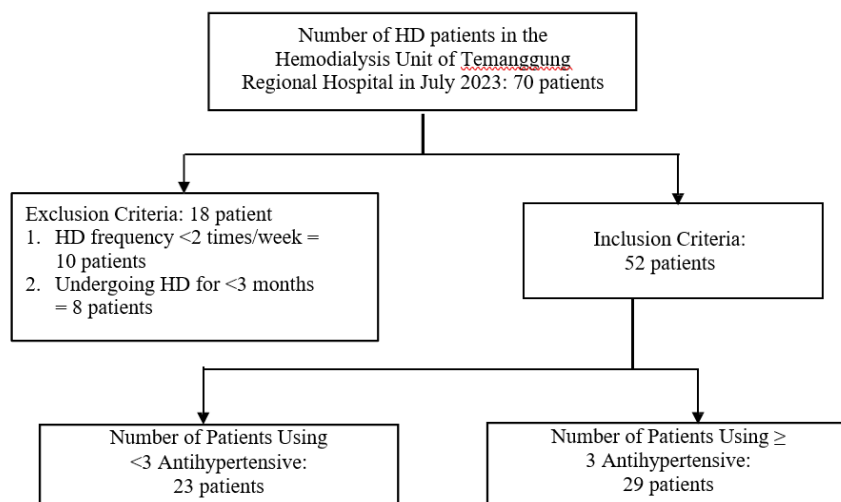 Number of HD patients in the
Hemodialysis Unit of Temanggung
Regional Hospital in July 2023: 70 patients
Exclusion Criteria: 18 patient
1. HD frequency <2 times/week =
10 patients
2. Undergoing HD for <3 months
= 8 patients
Inclusion Criteria:
52 patients
Number of Patients Using
<3 Antihypertensive:
23 patients
Number of Patients Using ≥
3 Antihypertensive:
29 patients